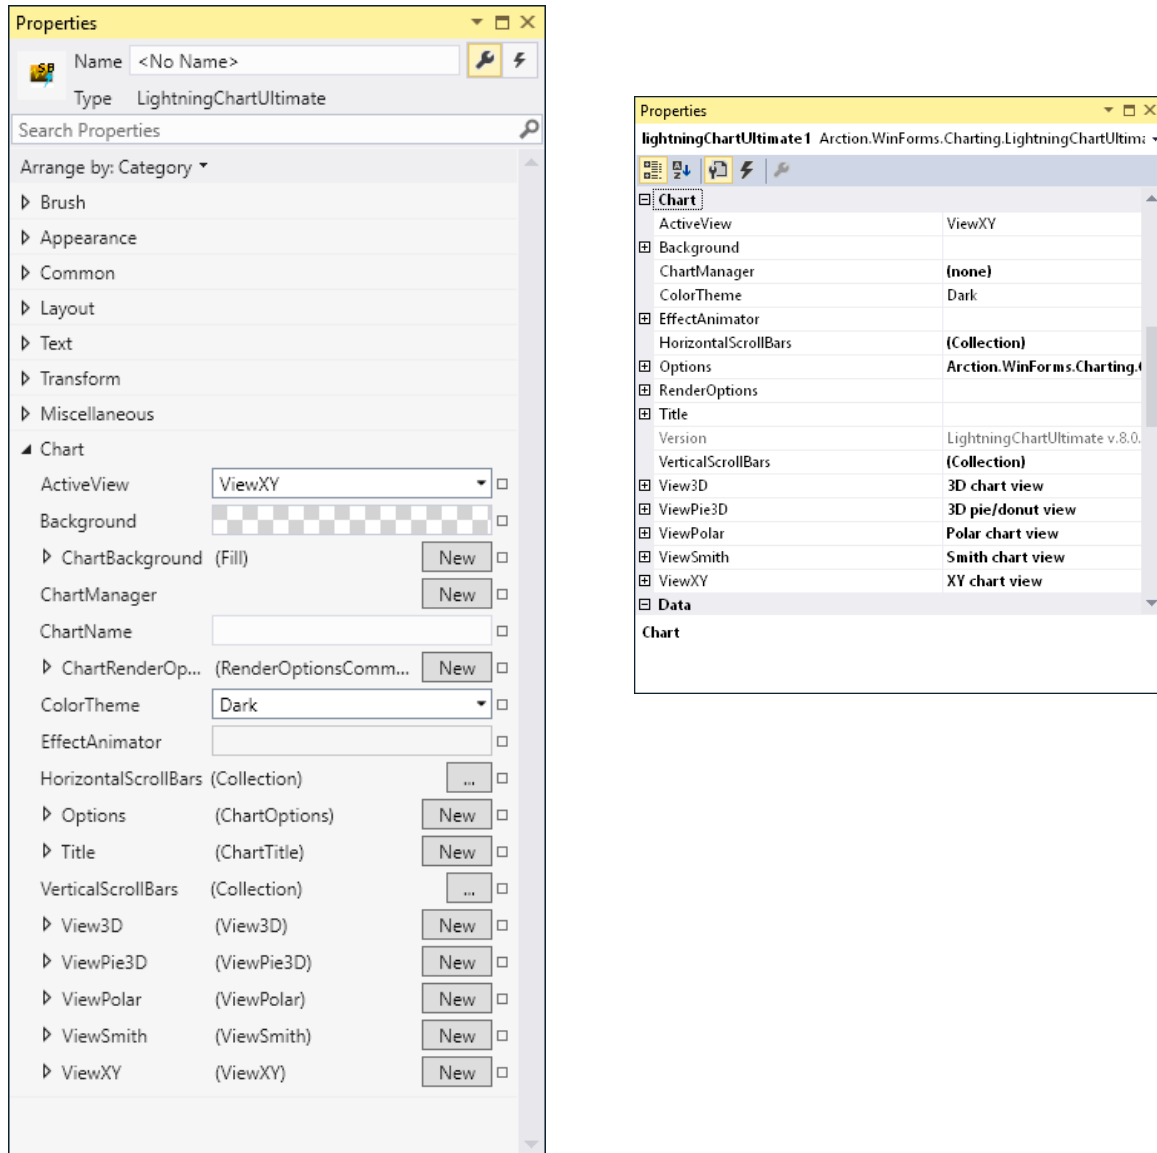 Properties
SB
Name <No Name>
Type LightningChartUltimate
Search Properties
Arrange by: Category
Brush
Appearance
Common
Layout
Text
Transform
Miscellaneous
Chart
ActiveView ViewXY
Background
ChartBackground (Fill) New
ChartManager New
ChartName
ChartRenderOp... (RenderOptionsComm... New
ColorTheme Dark
EffectAnimator
HorizontalScrollBars (Collection) ...
Options (ChartOptions) New
Title (ChartTitle) New
VerticalScrollBars (Collection) ...
View3D (View3D) New
ViewPie3D (ViewPie3D) New
ViewPolar (ViewPolar) New
ViewSmith (ViewSmith) New
ViewXY (ViewXY) New
Properties
lightningChartUltimate1 Arction.WinForms.Charting.LightningChartUltima
Chart
ActiveView ViewXY
Background
ChartManager (none)
ColorTheme Dark
EffectAnimator
HorizontalScrollBars (Collection)
Options Arction.WinForms.Charting.
RenderOptions
Title
Version LightningChartUltimate v.8.0.
VerticalScrollBars (Collection)
View3D 3D chart view
ViewPie3D 3D pie/donut view
ViewPolar Polar chart view
ViewSmith Smith chart view
ViewXY XY chart view
Data
Chart